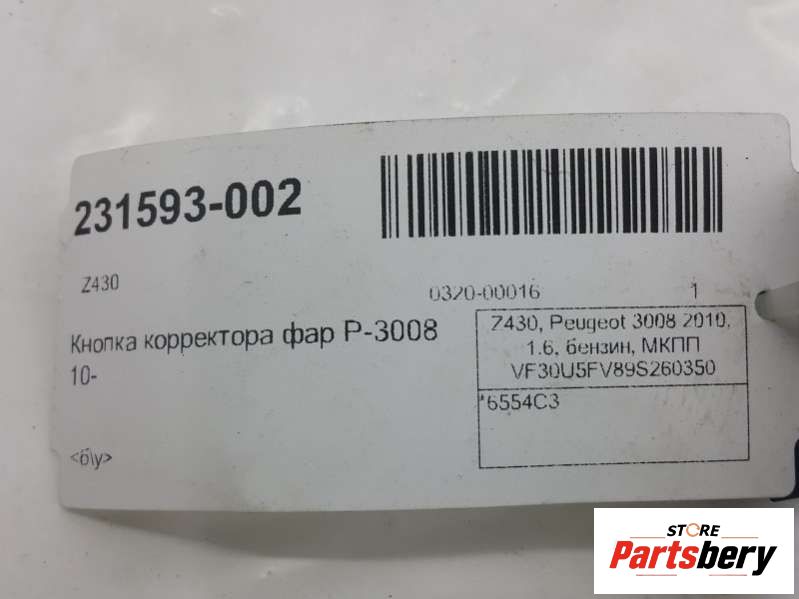 231593-002
Z430
0320-00016 1
Кнопка корректора фар P-3008
10-
<б\у>
Z430, Peugeot 3008 2010,
1.6, бензин, МКПП
VF30U5FV89S260350
*6554C3
STORE
Partsbery